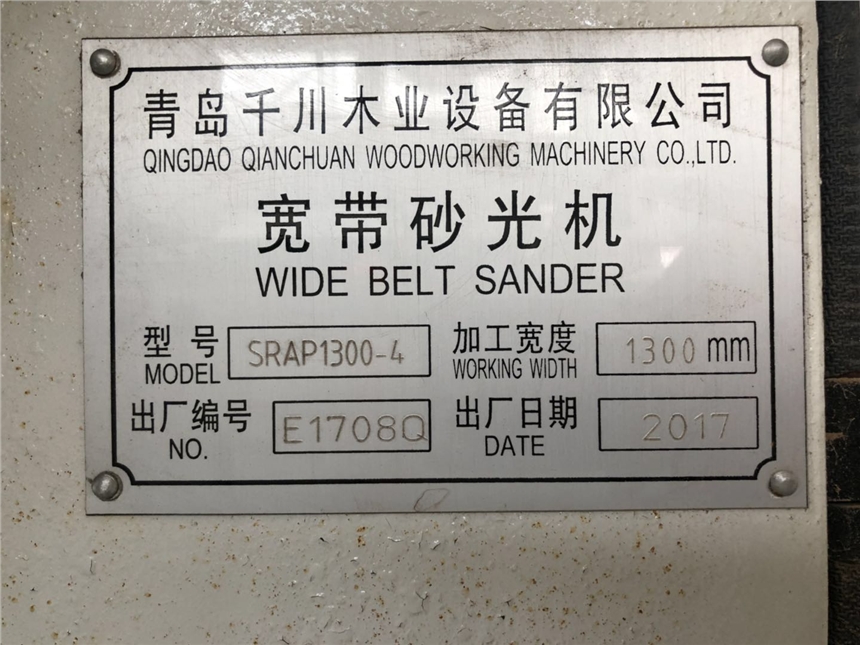 青岛千川木业设备有限公司
QINGDAO QIANCHUAN WOODWORKING MACHINERY CO.,LTD.
宽带砂光机
WIDE BELT SANDER
型号 SRAP1300-4 加工宽度 1300 mm
MODEL WORKING WIDTH
出厂编号 E1708Q 出厂日期 2017
NO. DATE